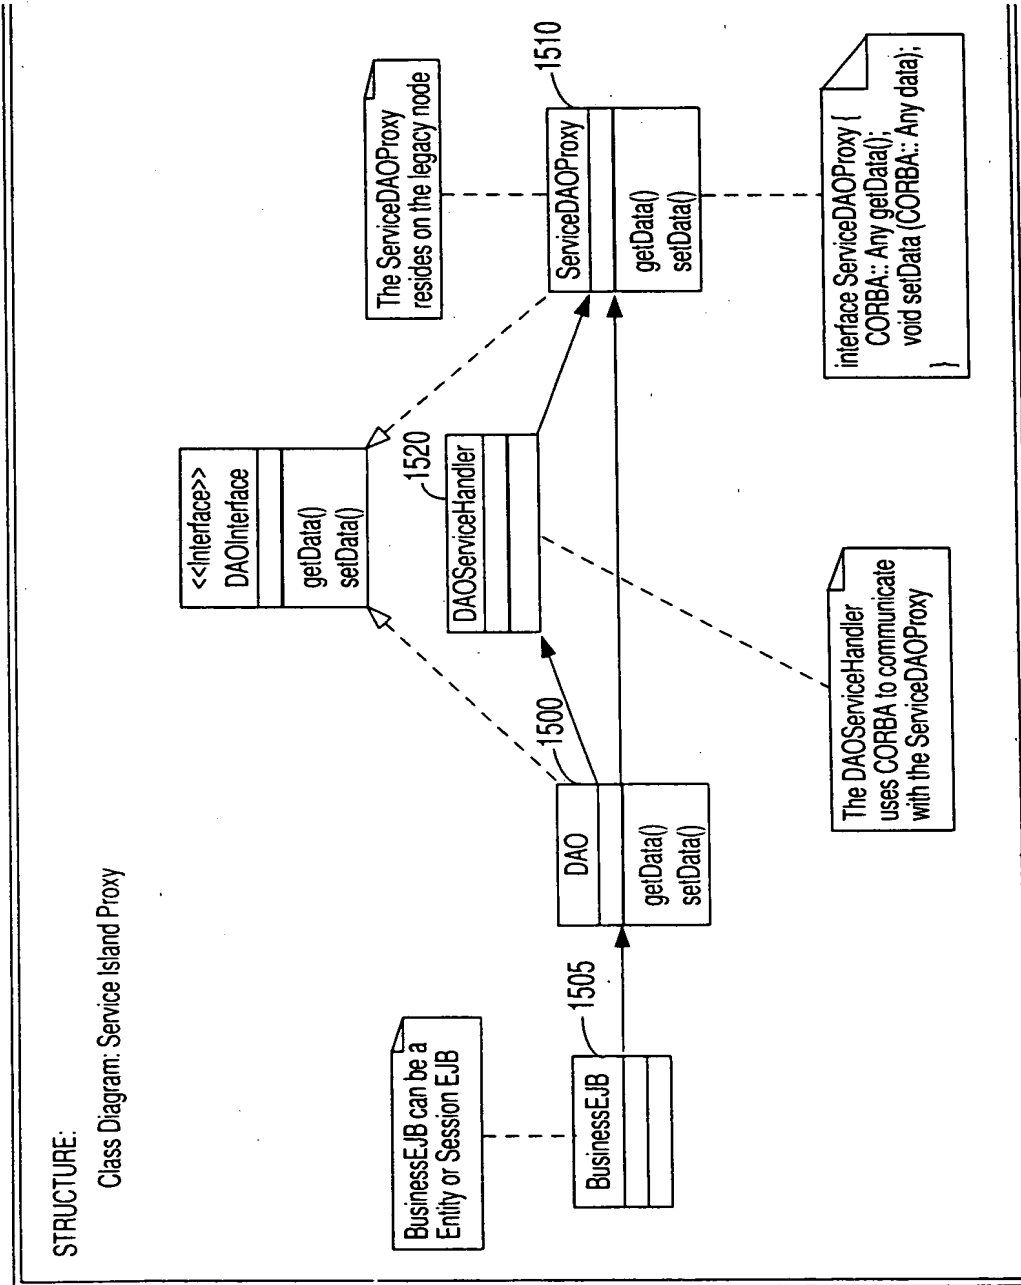 STRUCTURE:
Class Diagram: Service Island Proxy
<<Interface>>
DAOInterface
getData()
setData()
The ServiceDAOProxy
resides on the legacy node
BusinessEJB can be a
Entity or Session EJB
1520
DAOServiceHandler
1500
DAO
getData()
setData()
1505
BusinessEJB
1510
ServiceDAOProxy
getData()
setData()
The DAOServiceHandler
uses CORBA to communicate
with the ServiceDAOProxy
interface ServiceDAOProxy {
CORBA:: Any getData();
void setData (CORBA:: Any data);
}